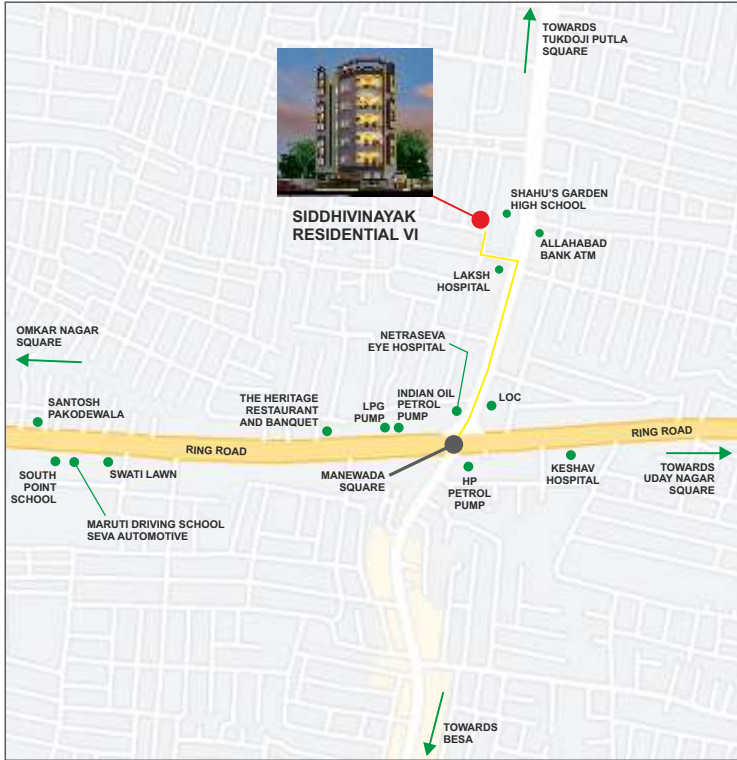 TOWARDS
TUKDOJI PUTLA
SQUARE
SHAHU'S GARDEN
HIGH SCHOOL
SIDDHIVINAYAK
RESIDENTIAL VI
ALLAHABAD
BANK ATM
LAKSH
HOSPITAL
OMKAR NAGAR
SQUARE
NETRASEVA
EYE HOSPITAL
SANTOSH
PAKODEWALA
THE HERITAGE
RESTAURANT
AND BANQUET
LPG
PUMP
INDIAN OIL
PETROL
PUMP
LOC
RING ROAD
RING ROAD
SOUTH
POINT
SCHOOL
SWATI LAWN
MANEWADA
SQUARE
HP
PETROL
PUMP
KESHAV
HOSPITAL
TOWARDS
UDAY NAGAR
SQUARE
MARUTI DRIVING SCHOOL
SEVA AUTOMOTIVE
TOWARDS
BESA